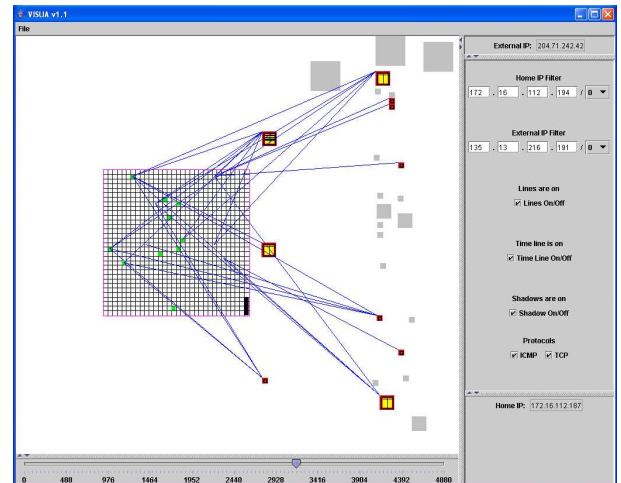 VISUA v1.1
File
External IP: 204.71.242.42
Home IP Filter
172 . 16 . 112 . 194 / 0
External IP Filter
135 . 13 . 216 . 191 / 0
Lines are on
Lines On/Off
Time line is on
Time Line On/Off
Shadows are on
Shadow On/Off
Protocols
ICMP TCP
Home IP: 172.16.112.187
0 488 976 1464 1952 2440 2928 3416 3904 4392 4880